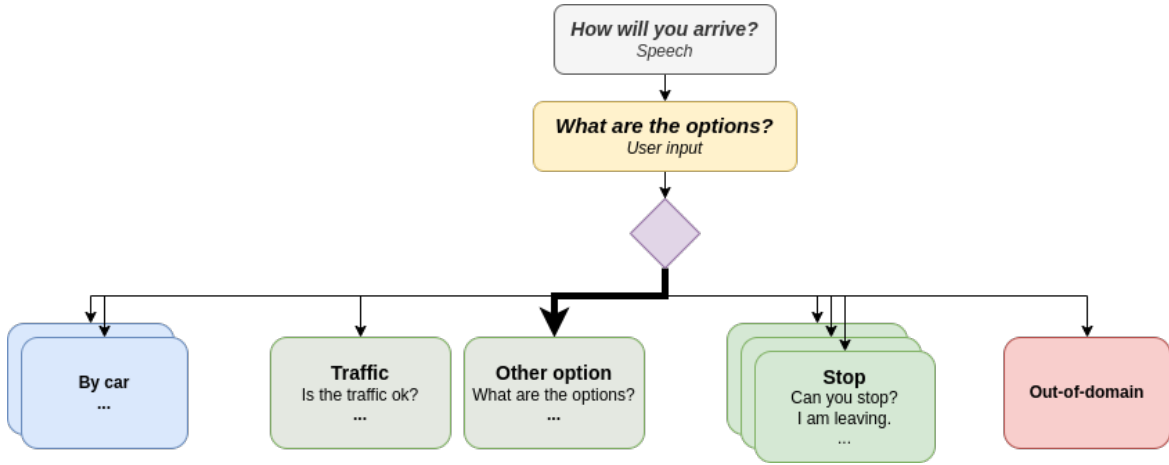 How will you arrive?
Speech
What are the options?
User input
By car
...
Traffic
Is the traffic ok?
...
Other option
What are the options?
...
Stop
Can you stop?
I am leaving.
...
Out-of-domain